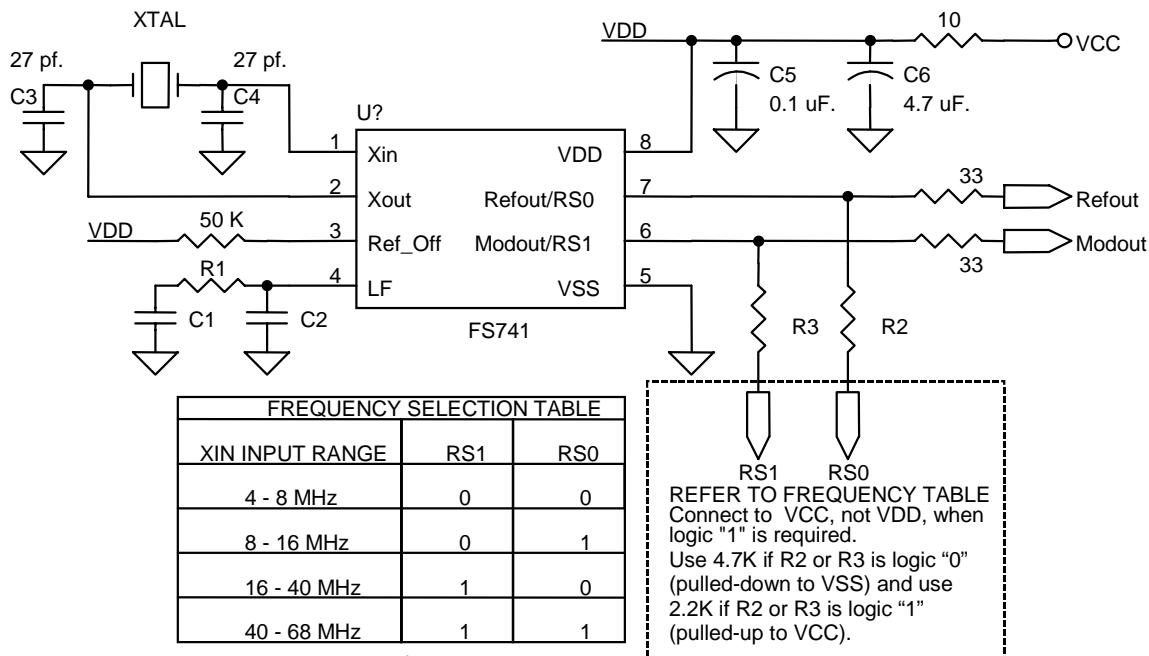 XTAL
VDD
10
VCC
27 pf.
27 pf.
C3
C4
C5
0.1 uF.
C6
4.7 uF.
U?
1
Xin
VDD
8
2
Xout
Refout/RS0
7
33
Refout
VDD
50 K
3
Ref_Off
Modout/RS1
6
Modout
33
R1
4
LF
VSS
5
C1
C2
FS741
R3
R2
FREQUENCY SELECTION TABLE
XIN INPUT RANGE RS1 RS0
4 - 8 MHz 0 0
8 - 16 MHz 0 1
16 - 40 MHz 1 0
40 - 68 MHz 1 1
RS1 RS0
REFER TO FREQUENCY TABLE
Connect to VCC, not VDD, when
logic "1" is required.
Use 4.7K if R2 or R3 is logic “0”
(pulled-down to VSS) and use
2.2K if R2 or R3 is logic “1”
(pulled-up to VCC).